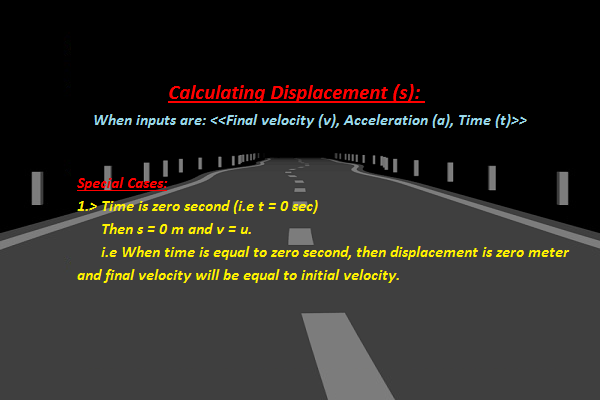 Calculating Displacement (s):
When inputs are: <<Final velocity (v), Acceleration (a), Time (t)>>
Special Cases:
1.> Time is zero second (i.e t = 0 sec)
Then s = 0 m and v = u.
i.e When time is equal to zero second, then displacement is zero meter
and final velocity will be equal to initial velocity.